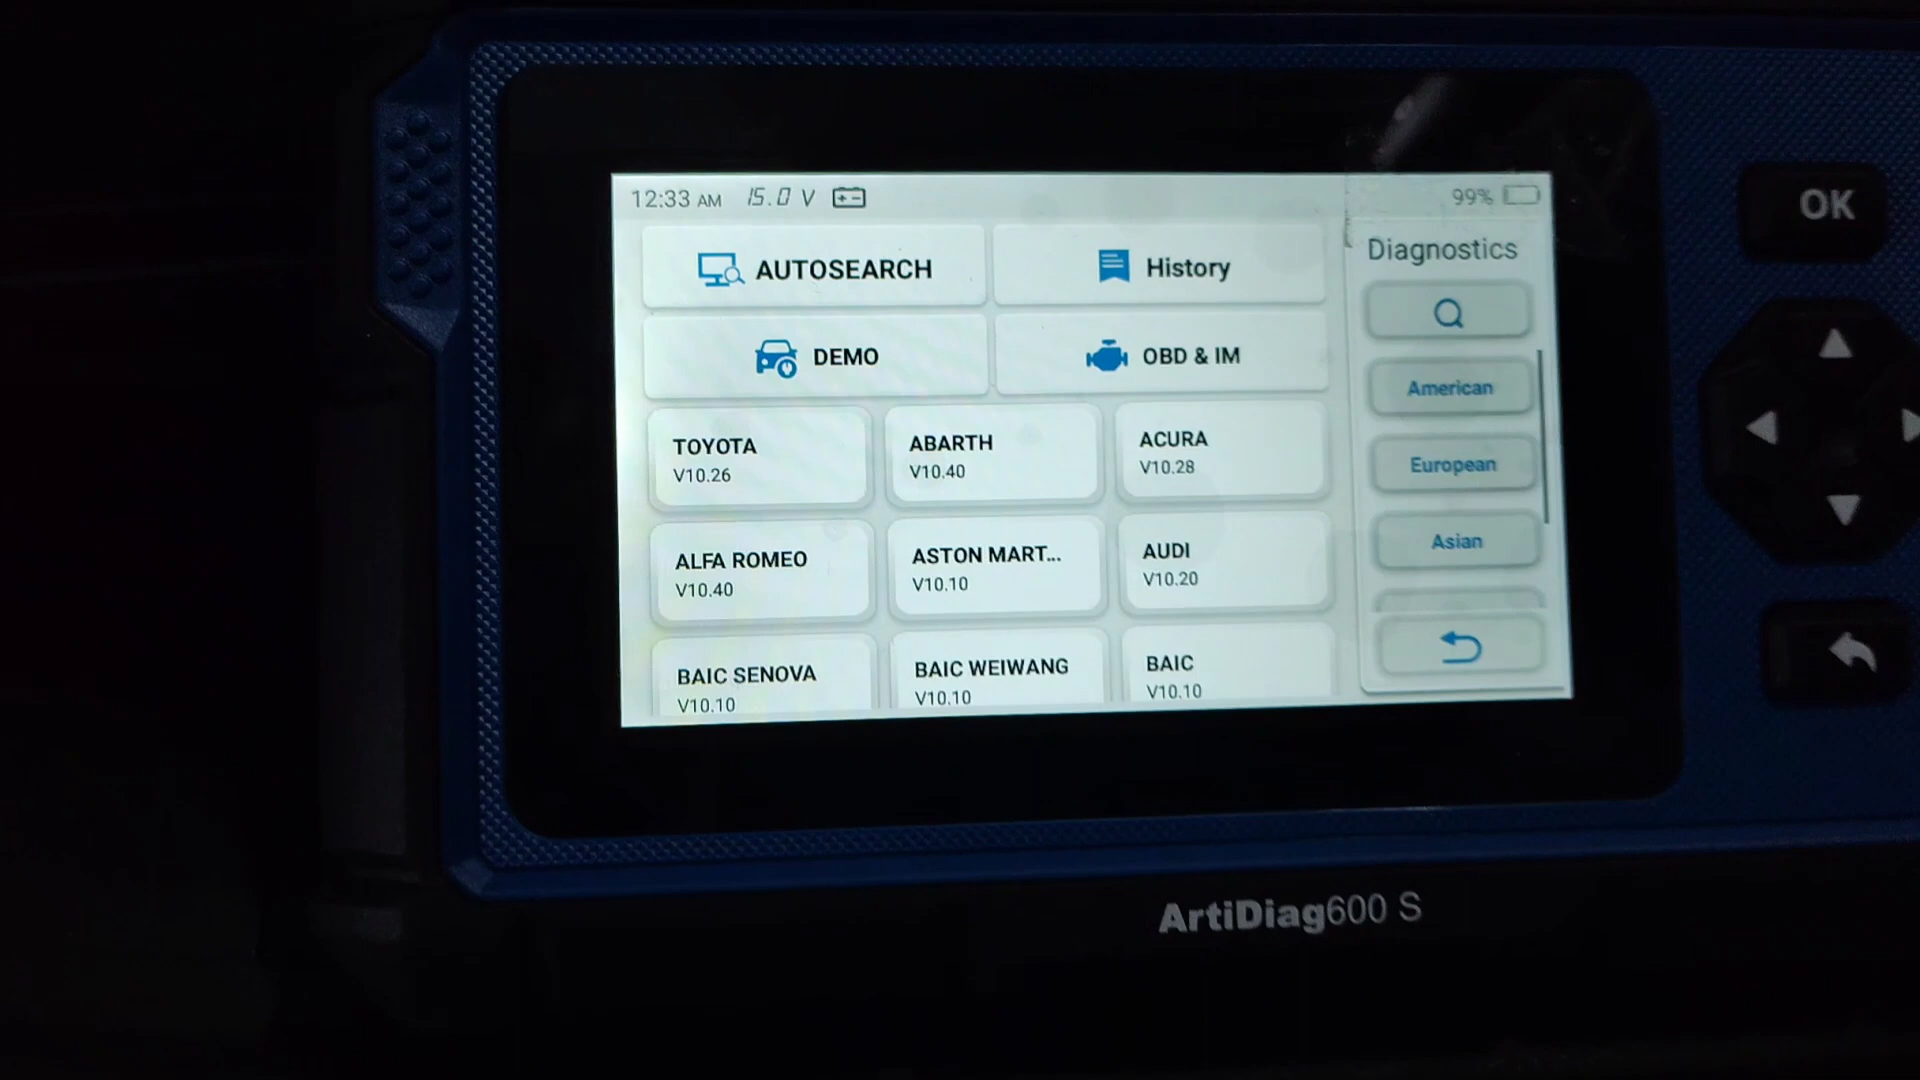 12:33 AM 15.0 V 99%
AUTOSEARCH
History
DEMO
OBD & IM
TOYOTA
V10.26
ABARTH
V10.40
ACURA
V10.28
ALFA ROMEO
V10.40
ASTON MART...
V10.10
AUDI
V10.20
BAIC SENOVA
V10.10
BAIC WEIWANG
V10.10
BAIC
V10.10
Diagnostics
American
European
Asian
OK
ArtiDiag600 S